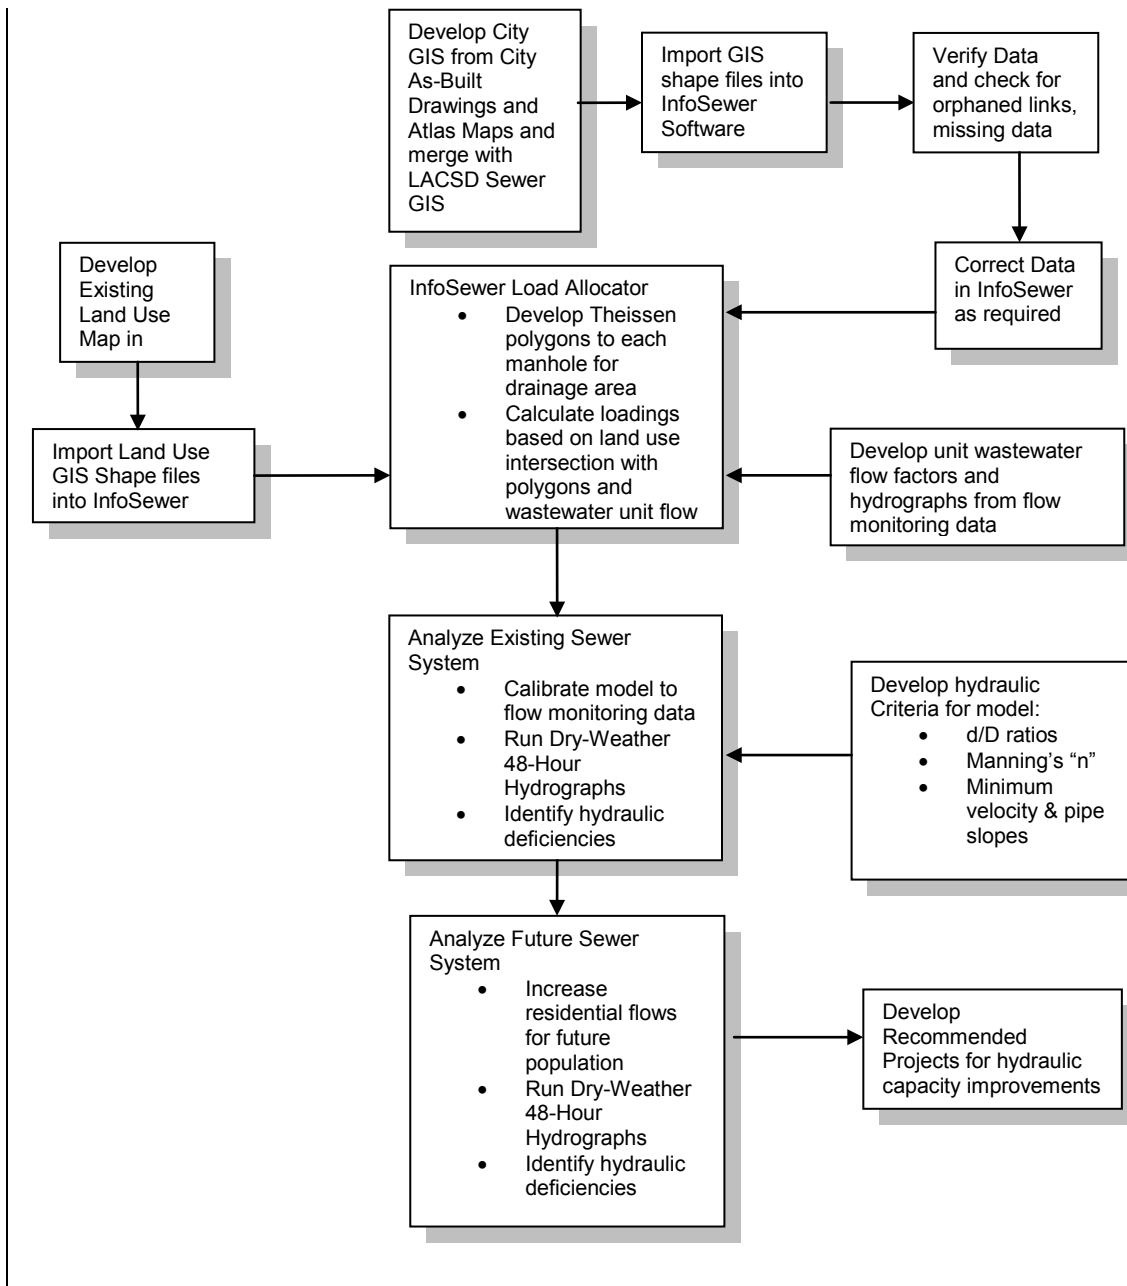 Develop City
GIS from City
As-Built
Drawings and
Atlas Maps and
merge with
LACSD Sewer
GIS
Import GIS
shape files into
InfoSewer
Software
Verify Data
and check for
orphaned links,
missing data
Develop
Existing
Land Use
Map in
InfoSewer Load Allocator
• Develop Theissen
polygons to each
manhole for
drainage area
• Calculate loadings
based on land use
intersection with
polygons and
wastewater unit flow
Correct Data
in InfoSewer
as required
Import Land Use
GIS Shape files
into InfoSewer
Develop unit wastewater
flow factors and
hydrographs from flow
monitoring data
Analyze Existing Sewer
System
• Calibrate model to
flow monitoring data
• Run Dry-Weather
48-Hour
Hydrographs
• Identify hydraulic
deficiencies
Develop hydraulic
Criteria for model:
• d/D ratios
• Manning’s “n”
• Minimum
velocity & pipe
slopes
Analyze Future Sewer
System
• Increase
residential flows
for future
population
• Run Dry-Weather
48-Hour
Hydrographs
• Identify hydraulic
deficiencies
Develop
Recommended
Projects for hydraulic
capacity improvements